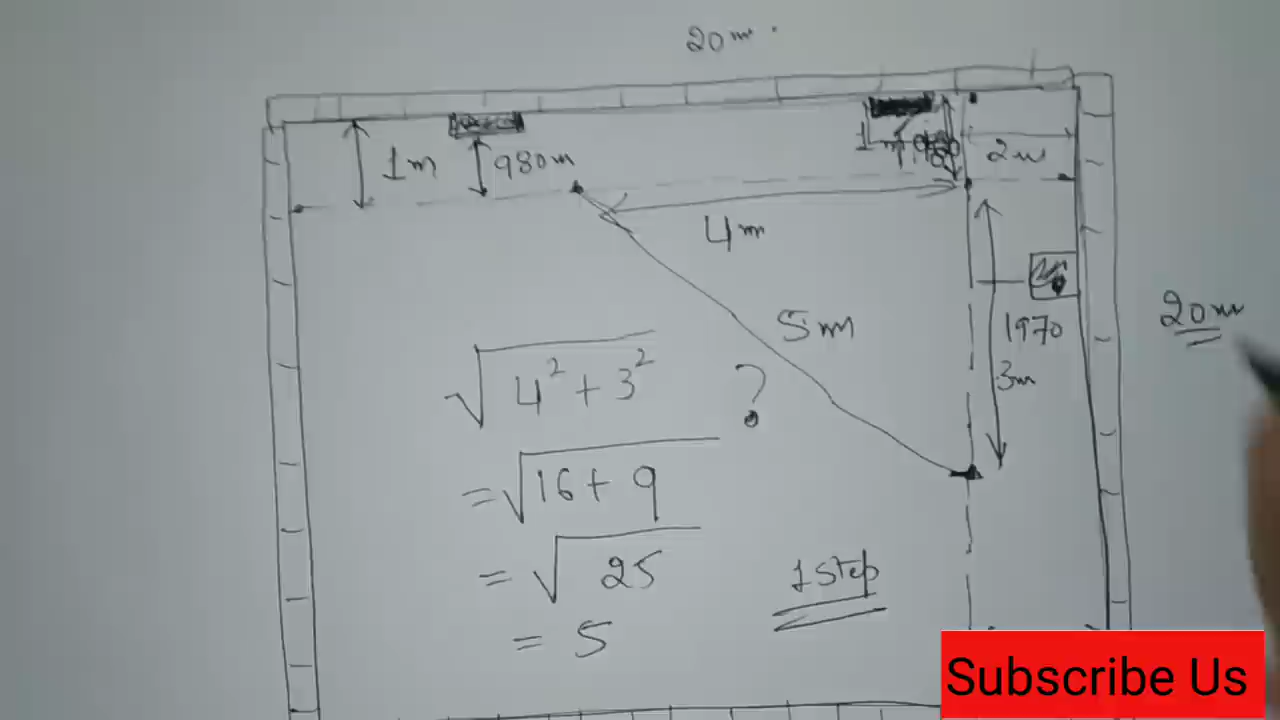 20m
1m
980m
1m
2m
4m
20m
5m
1970
3m
?
√4²+3²
=√16+9
=√25
=5
1 Step
Subscribe Us